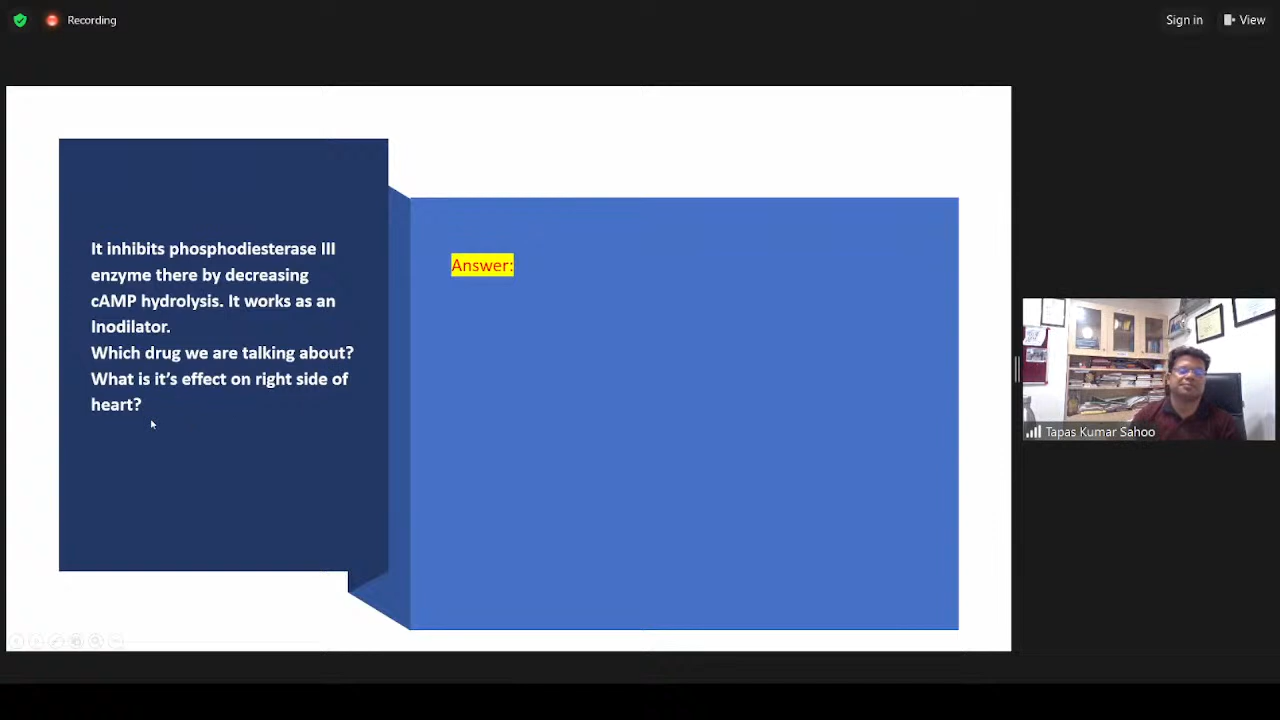 Recording
Sign in
View
It inhibits phosphodiesterase III
enzyme there by decreasing
cAMP hydrolysis. It works as an
Inodilator.
Which drug we are talking about?
What is it's effect on right side of
heart?
Answer:
Tapas Kumar Sahoo